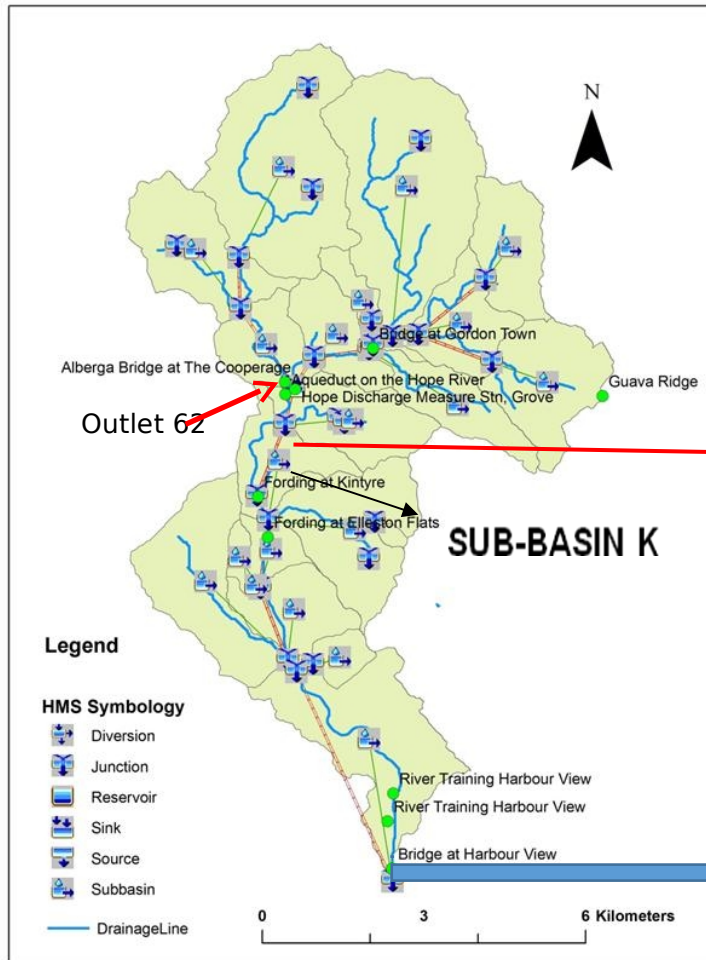 N
Bridge at Gordon Town
Alberga Bridge at The Cooperage
Aqueduct on the Hope River
Guava Ridge
Hope Discharge Measure Stn, Grove
Outlet 62
Fording at Kintyre
Fording at Elleston Flats
SUB-BASIN K
Legend
HMS Symbology
Diversion
Junction
Reservoir
Sink
Source
Subbasin
DrainageLine
River Training Harbour View
River Training Harbour View
Bridge at Harbour View
0 3 6 Kilometers